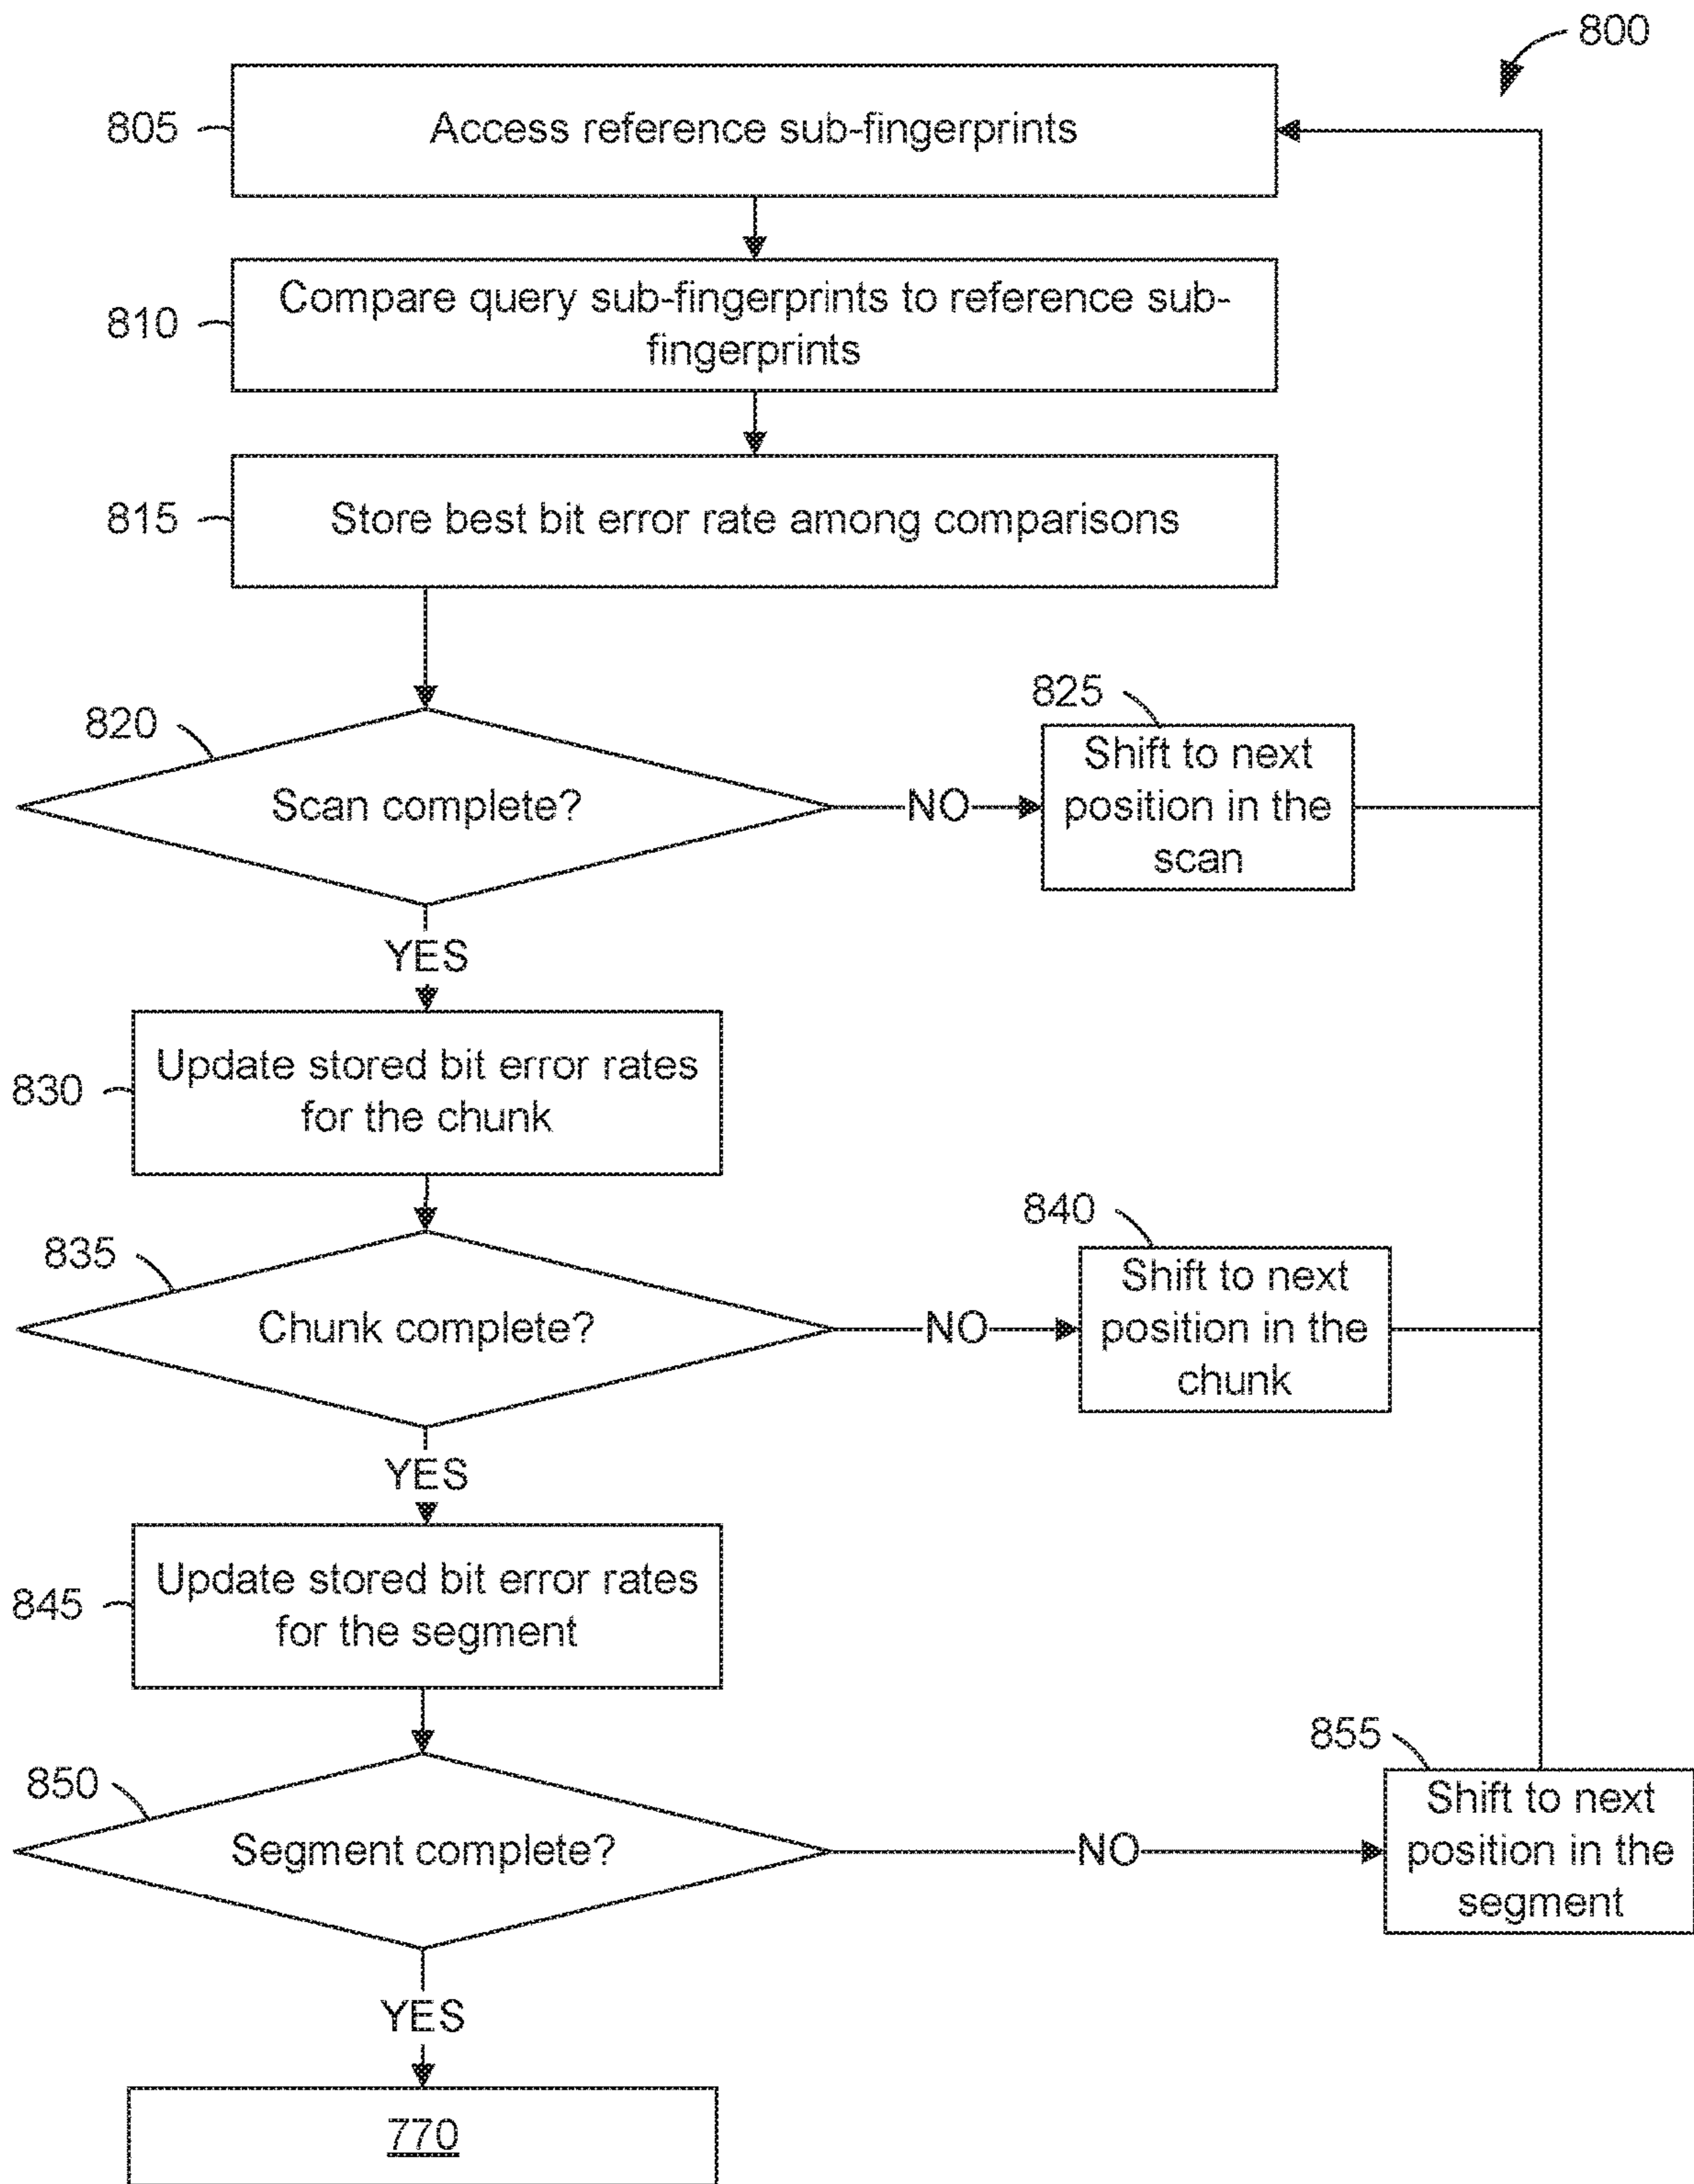 800
805
Access reference sub-fingerprints
810
Compare query sub-fingerprints to reference sub-
fingerprints
815
Store best bit error rate among comparisons
820
Scan complete?
NO
825
Shift to next
position in the
scan
YES
830
Update stored bit error rates
for the chunk
835
Chunk complete?
NO
840
Shift to next
position in the
chunk
YES
845
Update stored bit error rates
for the segment
850
Segment complete?
NO
855
Shift to next
position in the
segment
YES
770